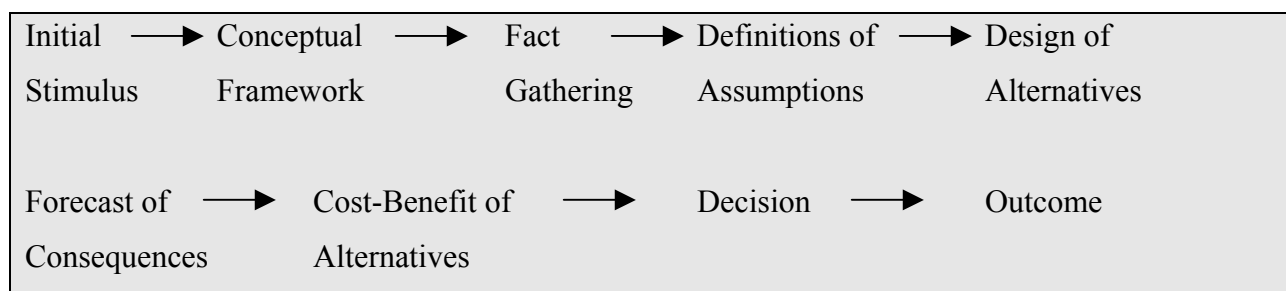 Initial Conceptual Fact Definitions of Design of
Stimulus Framework Gathering Assumptions Alternatives
Forecast of Cost-Benefit of Decision Outcome
Consequences Alternatives